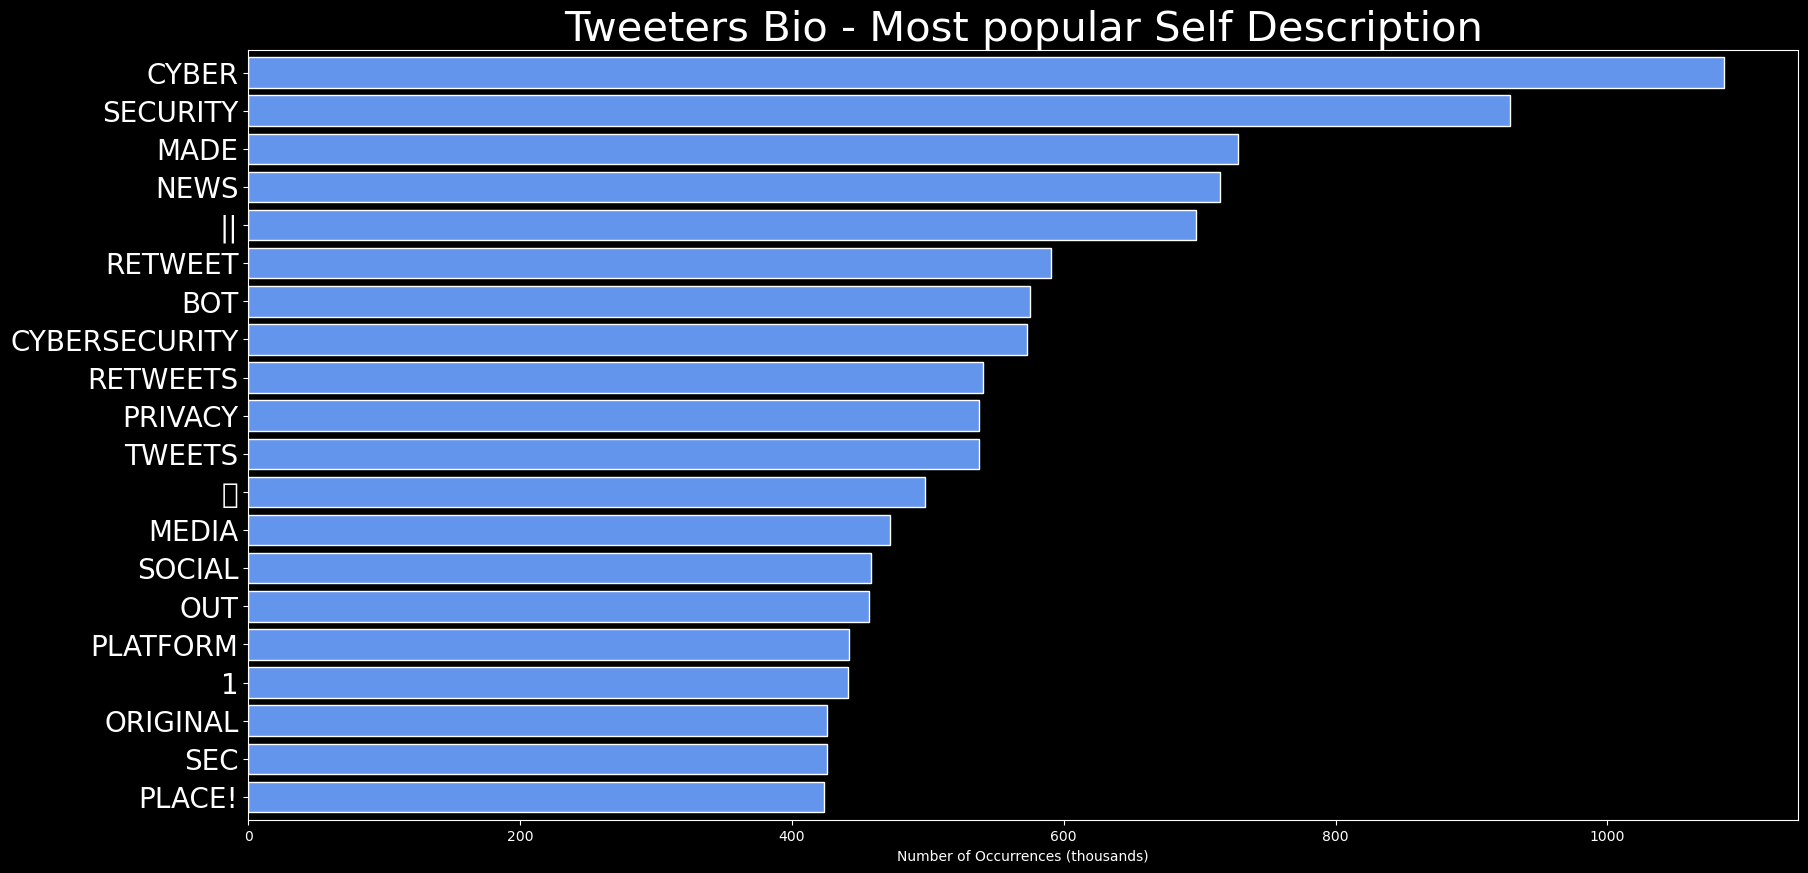 Tweeters Bio - Most popular Self Description
CYBER
SECURITY
MADE
NEWS
||
RETWEET
BOT
CYBERSECURITY
RETWEETS
PRIVACY
TWEETS
MEDIA
SOCIAL
OUT
PLATFORM
1
ORIGINAL
SEC
PLACE!
0 200 400 600 800 1000
Number of Occurrences (thousands)